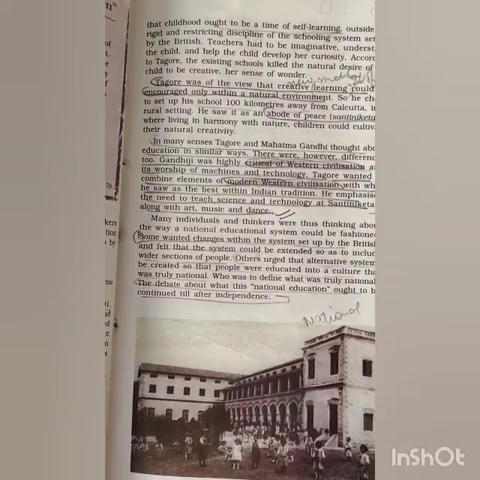 that childhood ought to be a time of self-learning, outside
rigid and restricting discipline of the schooling system set
by the British. Teachers had to be imaginative, underst
the child, and help the child develop her curiosity. Accor
to Tagore, the existing schools killed the natural desire of
child to be creative, her sense of wonder.
Tagore was of the view that creative learning could
encouraged only within a natural environment. So he ch
to set up his school 100 kilometres away from Calcutta, i
rural setting. He saw it as an abode of peace (santiniketa
where living in harmony with nature, children could cultiv
their natural creativity.
In many senses Tagore and Mahatma Gandhi thought abo
education in similar ways. There were, however, differenc
too. Gandhiji was highly critical of Western civilisation a
its worship of machines and technology. Tagore wanted
combine elements of modern Western civilisation with wh
he saw as the best within Indian tradition. He emphasise
the need to teach science and technology at Santiniketa
along with art, music and dance.
Many individuals and thinkers were thus thinking abou
the way a national educational system could be fashione
Some wanted changes within the system set up by the British
and felt that the system could be extended so as to includ
wider sections of people. Others urged that alternative system
be created so that people were educated into a culture tha
was truly national. Who was to define what was truly national
The debate about what this "national education" ought to b
continued till after independence.
National
InShOt